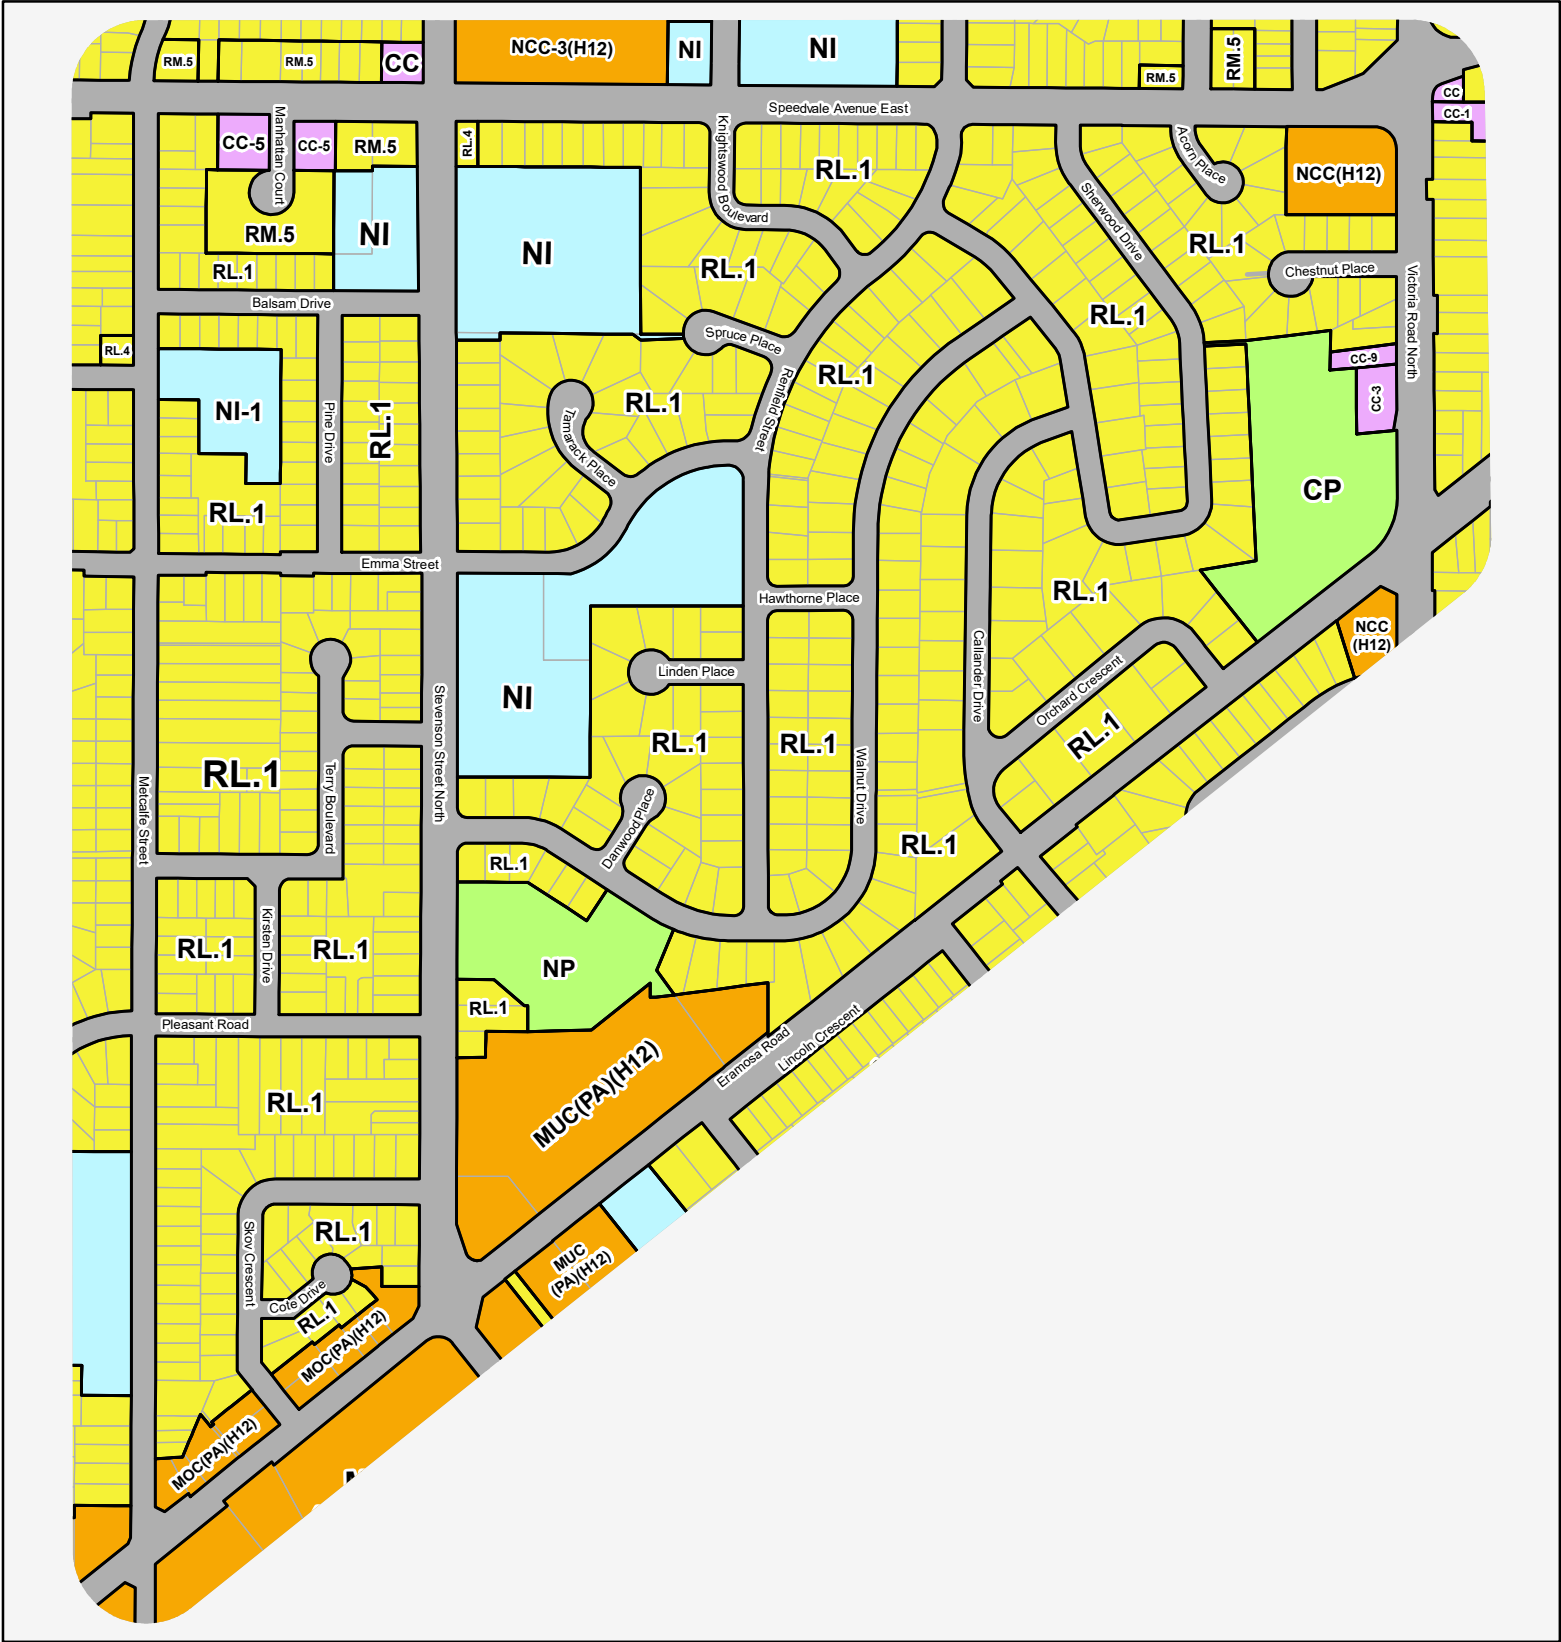 NCC-3(H12)
NI
NI
RM.5
RM.5
CC
RM.5
RM.5
CC
CC-1
Speedvale Avenue East
Manhattan Court
CC-5
CC-5
RM.5
RL.4
Knightswood Boulevard
RL.1
Acorn Place
NCC(H12)
RM.5
NI
RL.1
NI
RL.1
Sherwood Drive
RL.1
Chestnut Place
Victoria Road North
Balsam Drive
RL.4
Spruce Place
RL.1
CC-9
CC-3
NI-1
Pine Drive
RL.1
RL.1
Tamarack Place
RL.1
Renfield Street
RL.1
CP
Emma Street
Hawthorne Place
RL.1
NCC
(H12)
Linden Place
Callander Drive
Orchard Crescent
RL.1
Stevenson Street North
NI
RL.1
RL.1
Walnut Drive
RL.1
Metcalfe Street
Terry Boulevard
Danwood Place
RL.1
RL.1
RL.1
Kirsten Drive
RL.1
NP
RL.1
Pleasant Road
MUC(PA)(H12)
Eramosa Road
Lincoln Crescent
RL.1
Skov Crescent
RL.1
Cote Drive
RL.1
MOC(PA)(H12)
MUC
(PA)(H12)
MOC(PA)(H12)